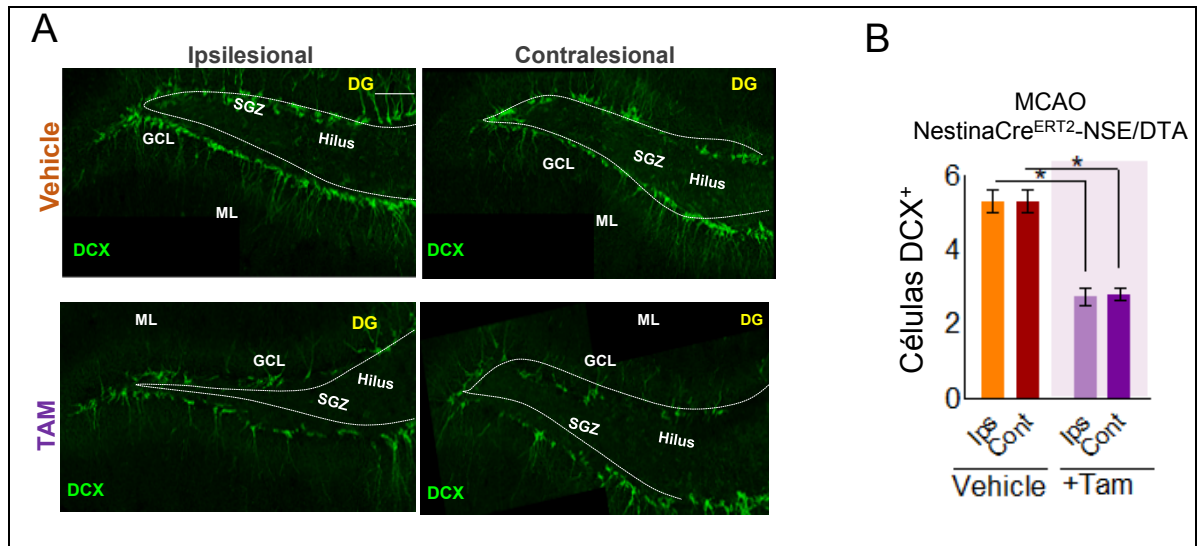 A
Ipsilesional
Contralesional
Vehicle
DG
SGZ
GCL
Hilus
ML
DCX
DG
SGZ
GCL
Hilus
ML
DCX
TAM
ML
DG
GCL
Hilus
SGZ
DCX
ML
DG
GCL
SGZ
Hilus
DCX
B
MCAO
NestinaCreERT2-NSE/DTA
Células DCX+
6
4
2
0
*
*
Ips
Cont
Ips
Cont
Vehicle
+Tam